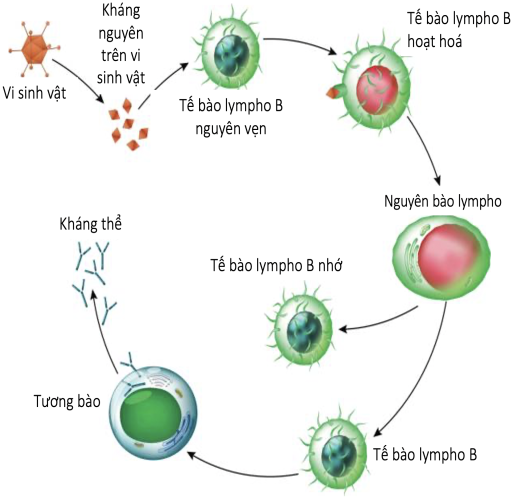 Vi sinh vật
Kháng
nguyên
trên vi
sinh vật
Tế bào lympho B
nguyên vẹn
Tế bào lympho B
hoạt hoá
Nguyên bào lympho
Tế bào lympho B nhớ
Tế bào lympho B
Tương bào
Kháng thể